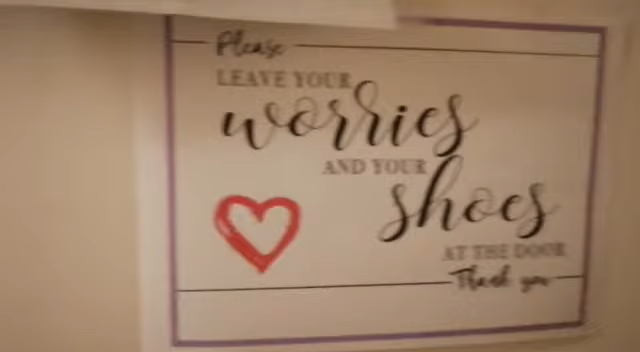 Please
LEAVE YOUR
worries
AND YOUR
shoes
AT THE DOOR
Thank you